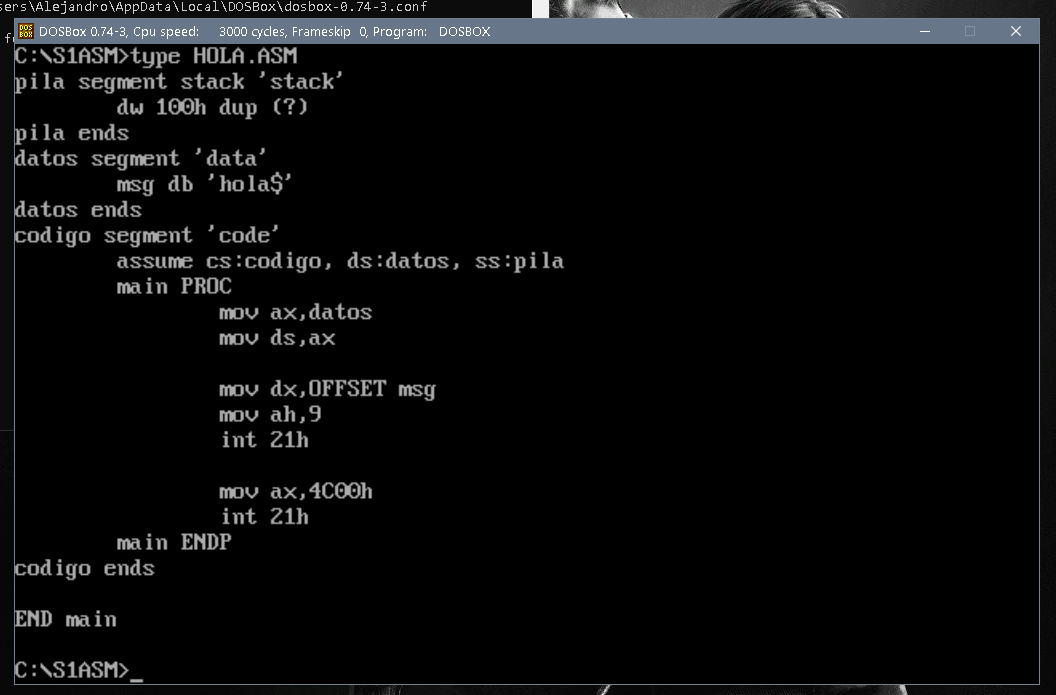 sers\Alejandro\AppData\Local\DOSBox\dosbox-0.74-3.conf
DOSBox 0.74-3, Cpu speed: 3000 cycles, Frameskip 0, Program: DOSBOX
C:\S1ASM>type HOLA.ASM
pila segment stack 'stack'
dw 100h dup (?)
pila ends
datos segment 'data'
msg db 'hola$'
datos ends
codigo segment 'code'
assume cs:codigo, ds:datos, ss:pila
main PROC
mov ax,datos
mov ds,ax
mov dx,OFFSET msg
mov ah,9
int 21h
mov ax,4C00h
int 21h
main ENDP
codigo ends
END main
C:\S1ASM>_